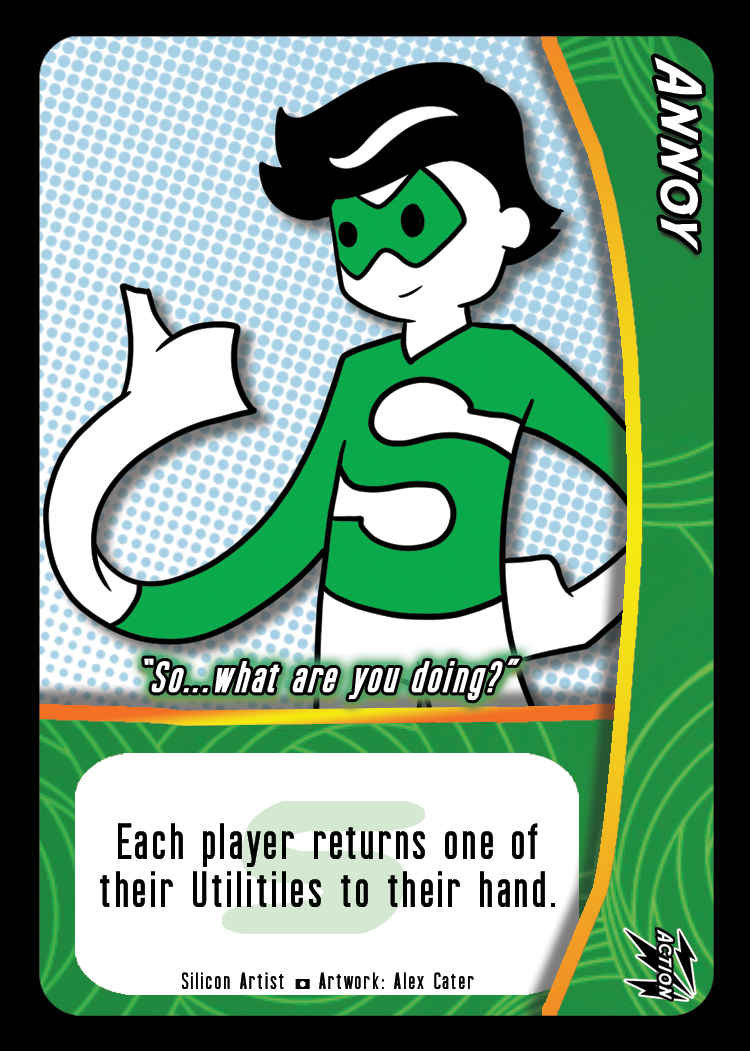 ANNOY
"So...what are you doing?"
Each player returns one of
their Utilitiles to their hand.
Silicon Artist Artwork: Alex Cater
ACTION